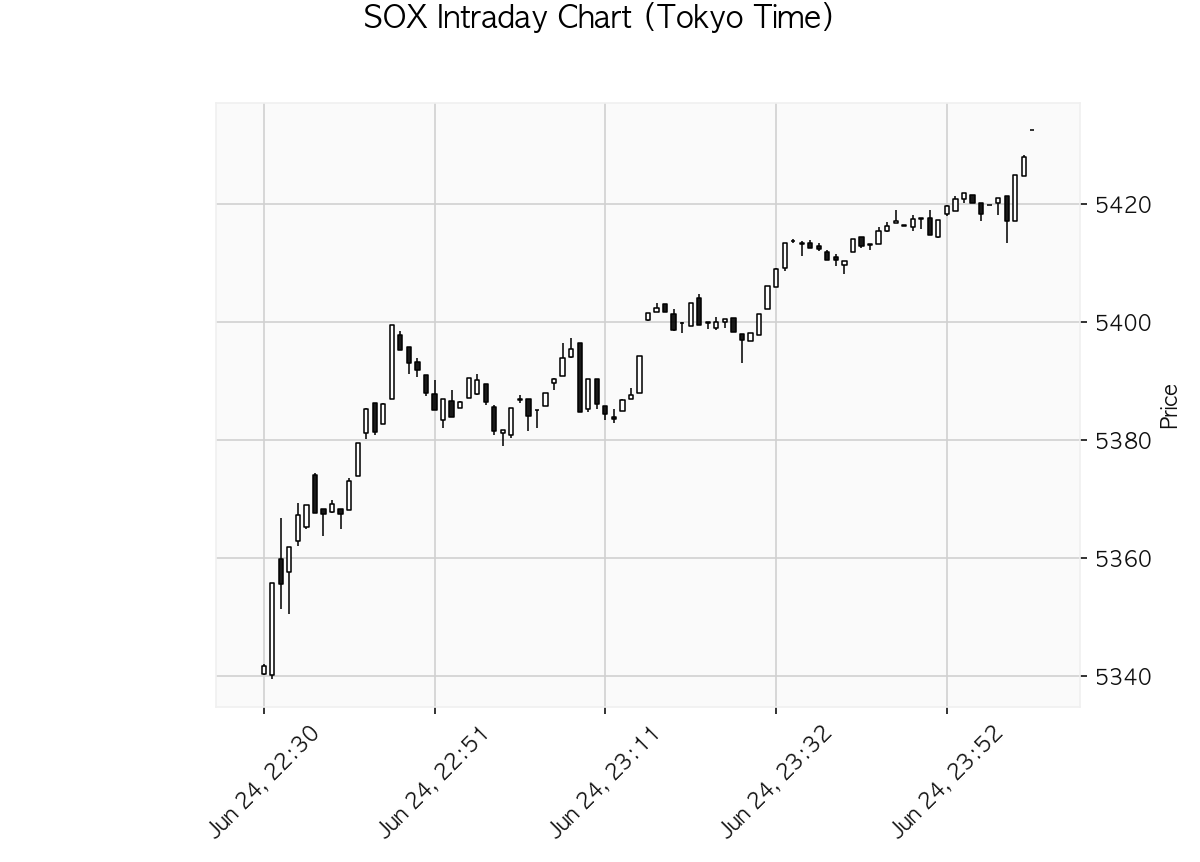 SOX Intraday Chart (Tokyo Time)
5420
5400
5380
5360
5340
Price
Jun 24, 22:30
Jun 24, 22:51
Jun 24, 23:11
Jun 24, 23:32
Jun 24, 23:52